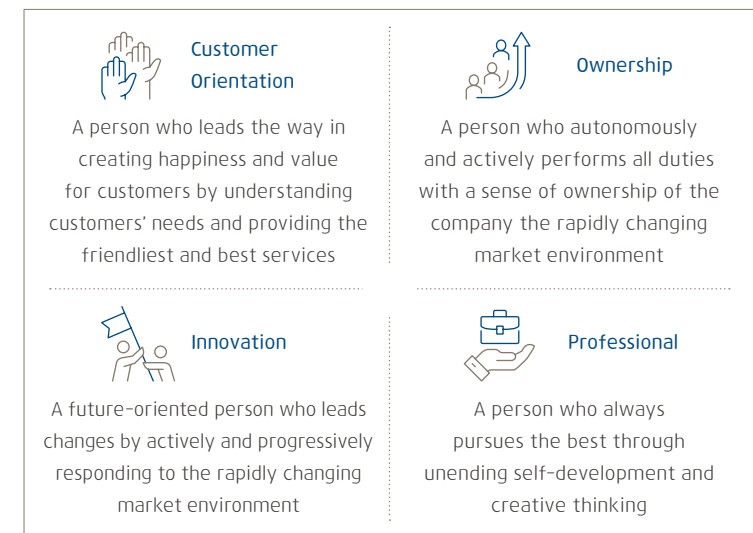 Customer
Orientation
A person who leads the way in
creating happiness and value
for customers by understanding
customers' needs and providing the
friendliest and best services
Ownership
A person who autonomously
and actively performs all duties
with a sense of ownership of the
company the rapidly changing
market environment
Innovation
A future-oriented person who leads
changes by actively and progressively
responding to the rapidly changing
market environment
Professional
A person who always
pursues the best through
unending self-development and
creative thinking